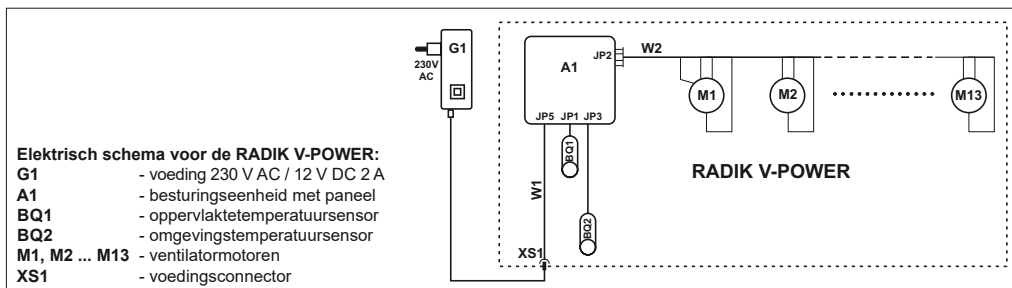 G1
230V
AC
A1
JP2
W2
JP5 JP1 JP3
M1
M2
M13
BQ1
BQ2
W1
XS1
RADIK V-POWER
Elektrisch schema voor de RADIK V-POWER:
G1 - voeding 230 V AC / 12 V DC 2 A
A1 - besturingseenheid met paneel
BQ1 - oppervlaktetemperatuursensor
BQ2 - omgevingstemperatuursensor
M1, M2 ... M13 - ventilatormotoren
XS1 - voedingsconnector